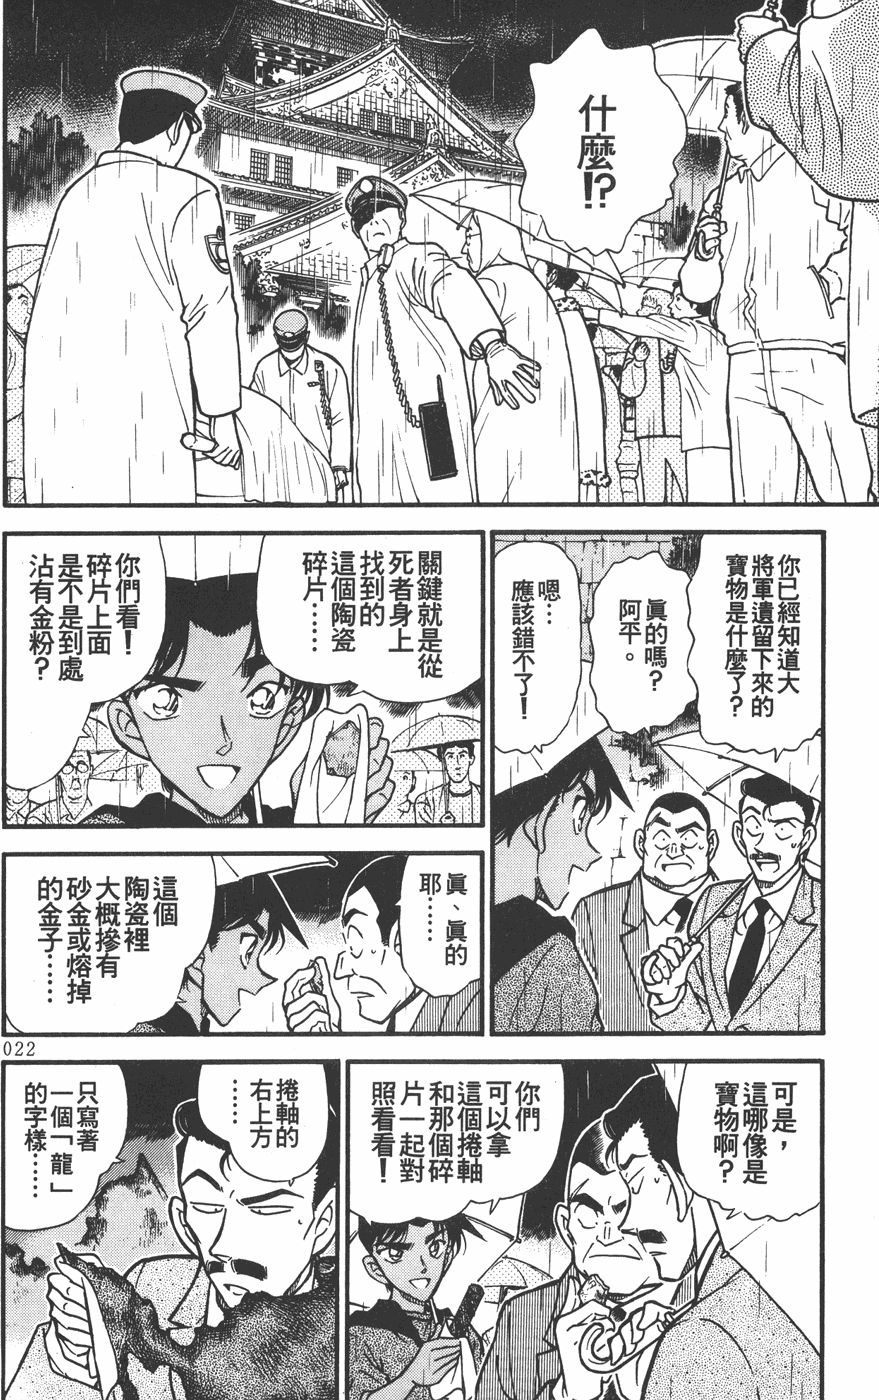 什麼!?
你已經知道大
將軍遺留下來的
寶物是什麼了？
真的嗎？
阿平。
嗯…
應該錯不了！
關鍵就是從
死者身上
找到的
這個陶瓷
碎片……
你們看！
碎片上面
是不是到處
沾有金粉？
真、真的
耶……
這個
陶瓷裡
大概摻有
砂金或熔掉
的金子……
022
可是，
這哪像是
寶物啊？
你們
可以拿
這個捲軸
和那個碎
片一起對
照看看！
捲軸的
右上方
……
只寫著
一個「龍」
的字樣……